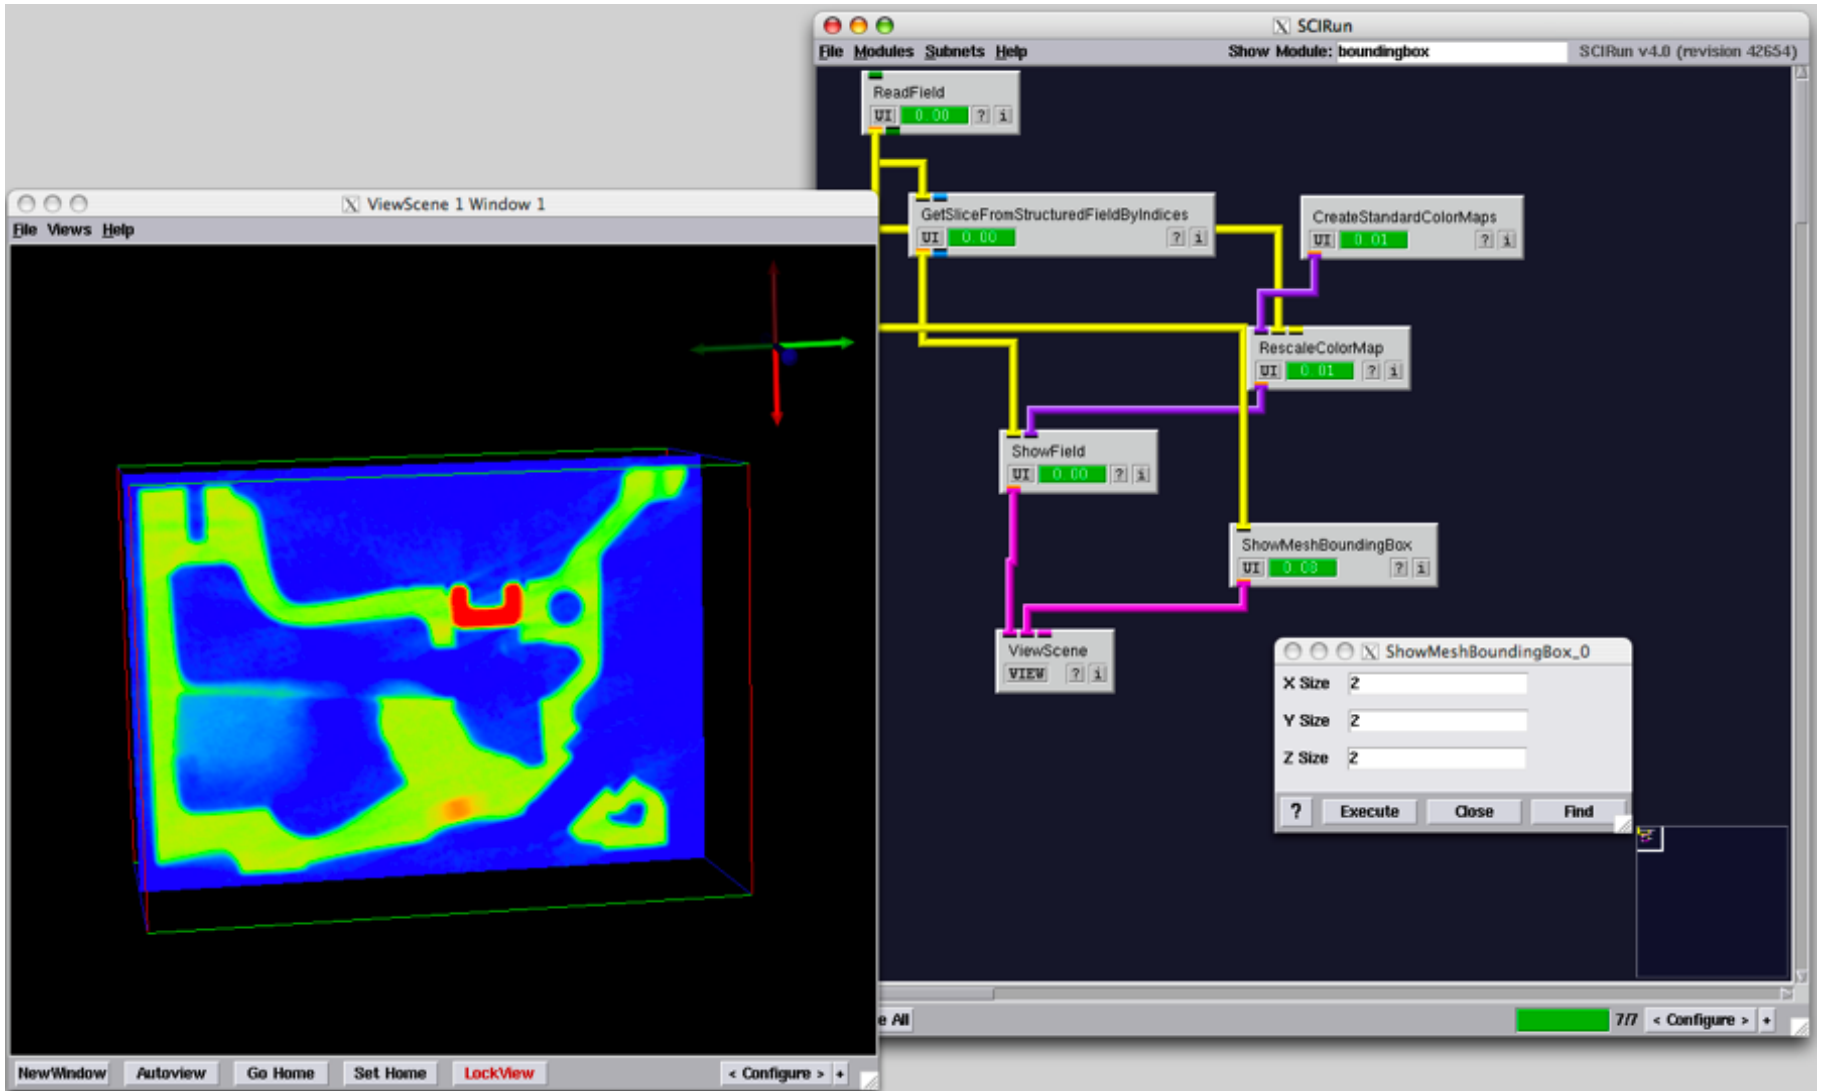 SCIRun
File Modules Subnets Help
Show Module: boundingbox
SCIRun v4.0 (revision 42654)
ReadField
UI 0.00 ? i
GetSliceFromStructuredFieldByIndices
UI 0.00 ? i
CreateStandardColorMaps
UI 0.01 ? i
RescaleColorMap
UI 0.01 ? i
ShowField
UI 0.00 ? i
ShowMeshBoundingBox
UI 0.03 ? i
ViewScene
VIEW ? i
ShowMeshBoundingBox_0
X Size 2
Y Size 2
Z Size 2
? Execute Close Find
e All
7/7 < Configure > +
ViewScene 1 Window 1
File Views Help
NewWindow Autoview Go Home Set Home LockView < Configure > +